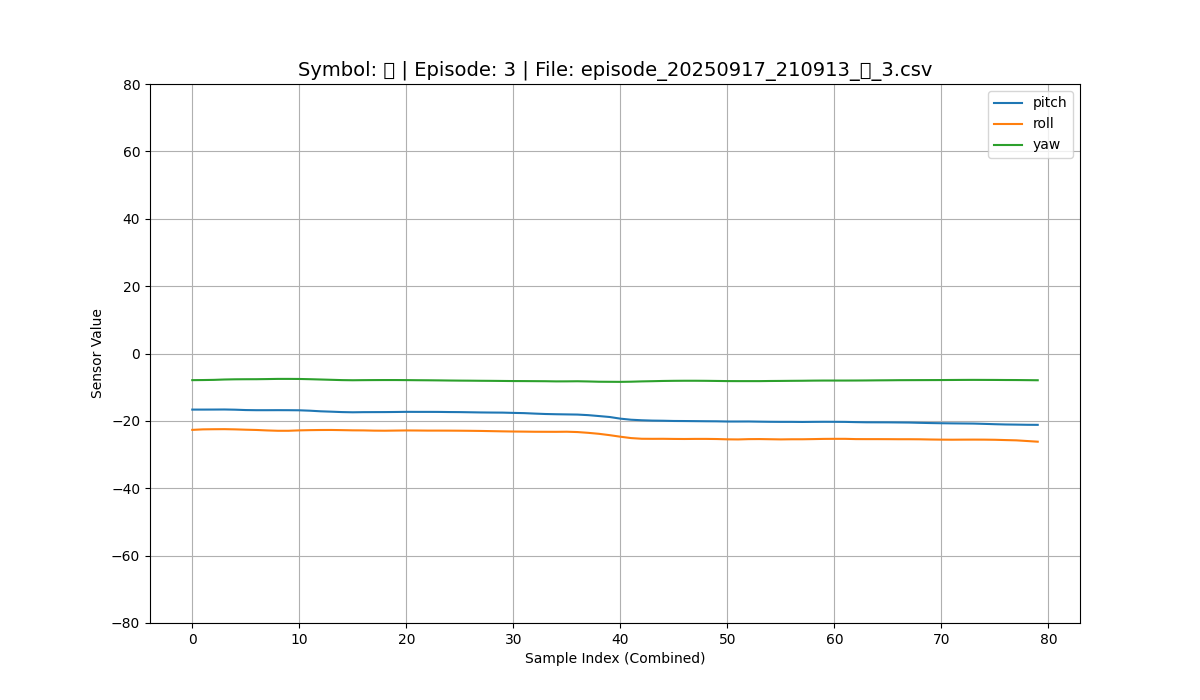 Symbol: | Episode: 3 | File: episode_20250917_210913_▯_3.csv
pitch
roll
yaw
80
60
40
20
0
−20
−40
−60
−80
Sensor Value
0 10 20 30 40 50 60 70 80
Sample Index (Combined)